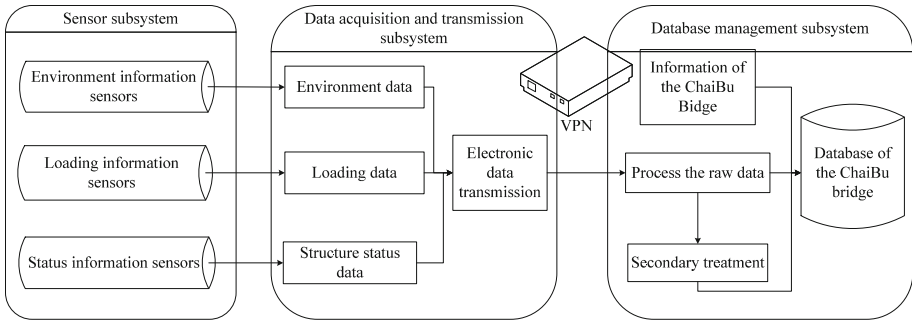 Sensor subsystem
Environment information
sensors
Loading information
sensors
Status information sensors
Data acquisition and transmission
subsystem
Environment data
Loading data
Structure status
data
Electronic
data
transmission
VPN
Database management subsystem
Information of
the ChaiBu
Bidge
Process the raw data
Secondary treatment
Database of
the ChaiBu
bridge